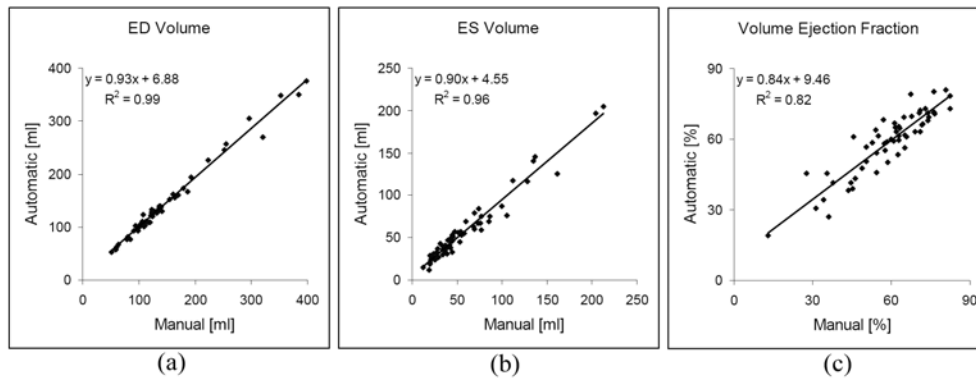 ED Volume
y = 0.93x + 6.88
R² = 0.99
Automatic [ml]
400
300
200
100
0
0 100 200 300 400
Manual [ml]
(a)
ES Volume
y = 0.90x + 4.55
R² = 0.96
Automatic [ml]
250
200
150
100
50
0
0 50 100 150 200 250
Manual [ml]
(b)
Volume Ejection Fraction
y = 0.84x + 9.46
R² = 0.82
Automatic [%]
90
60
30
0
0 30 60 90
Manual [%]
(c)